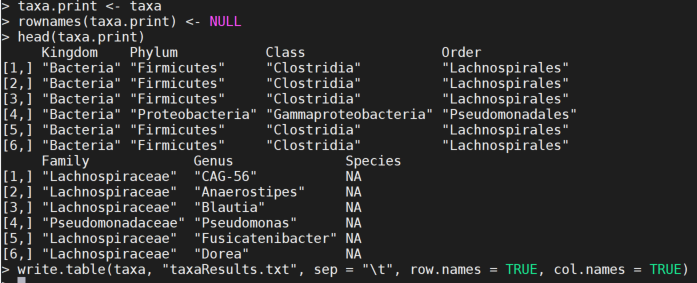 > taxa.print <- taxa
> rownames(taxa.print) <- NULL
> head(taxa.print)
     Kingdom    Phylum           Class                 Order
[1,] "Bacteria" "Firmicutes"     "Clostridia"          "Lachnospirales"
[2,] "Bacteria" "Firmicutes"     "Clostridia"          "Lachnospirales"
[3,] "Bacteria" "Firmicutes"     "Clostridia"          "Lachnospirales"
[4,] "Bacteria" "Proteobacteria" "Gammaproteobacteria" "Pseudomonadales"
[5,] "Bacteria" "Firmicutes"     "Clostridia"          "Lachnospirales"
[6,] "Bacteria" "Firmicutes"     "Clostridia"          "Lachnospirales"
     Family             Genus             Species
[1,] "Lachnospiraceae"  "CAG-56"          NA
[2,] "Lachnospiraceae"  "Anaerostipes"    NA
[3,] "Lachnospiraceae"  "Blautia"         NA
[4,] "Pseudomonadaceae" "Pseudomonas"     NA
[5,] "Lachnospiraceae"  "Fusicatenibacter" NA
[6,] "Lachnospiraceae"  "Dorea"           NA
> write.table(taxa, "taxaResults.txt", sep = "\t", row.names = TRUE, col.names = TRUE)